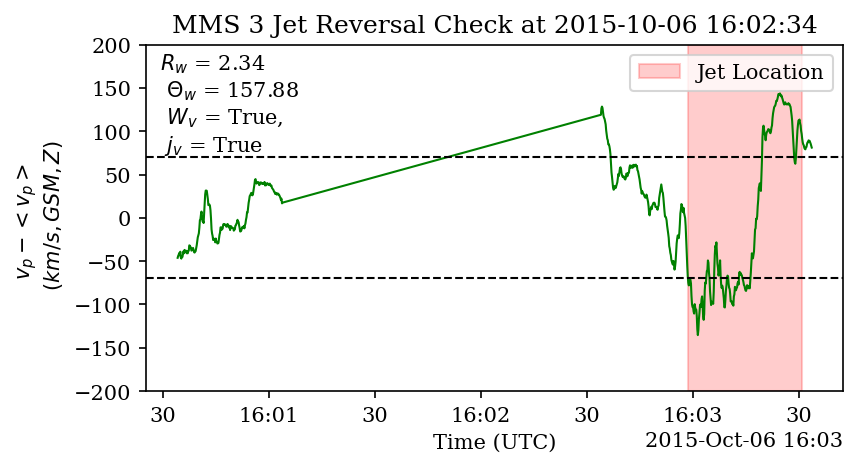 MMS 3 Jet Reversal Check at 2015-10-06 16:02:34
200
150
100
50
0
−50
−100
−150
−200
v_p − <v_p>
(km/s, GSM, Z)
R_w = 2.34
Θ_w = 157.88
W_v = True,
j_v = True
Jet Location
30 16:01 30 16:02 30 16:03 30
Time (UTC)
2015-Oct-06 16:03